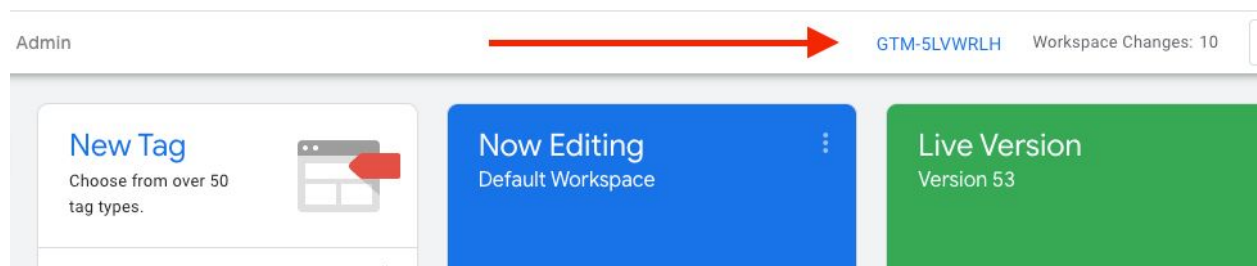 Admin
GTM-5LVWRLH
Workspace Changes: 10
New Tag
Choose from over 50
tag types.
Now Editing
Default Workspace
Live Version
Version 53